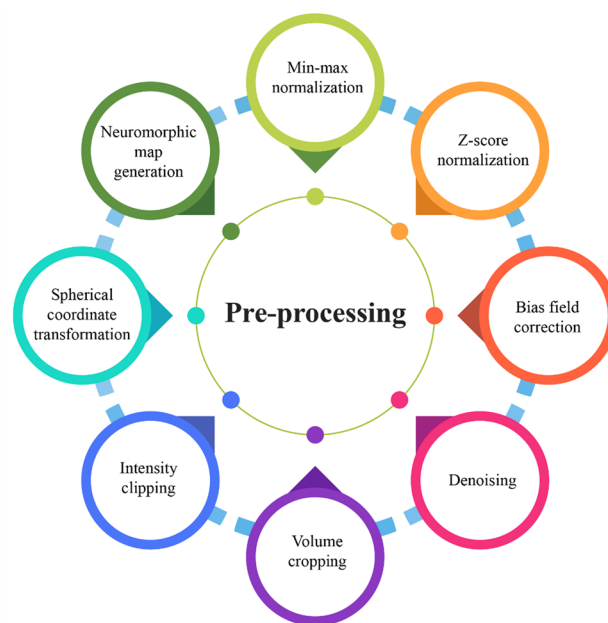 Min-max
normalization
Z-score
normalization
Bias field
correction
Denoising
Volume
cropping
Intensity
clipping
Spherical
coordinate
transformation
Neuromorphic
map
generation
Pre-processing